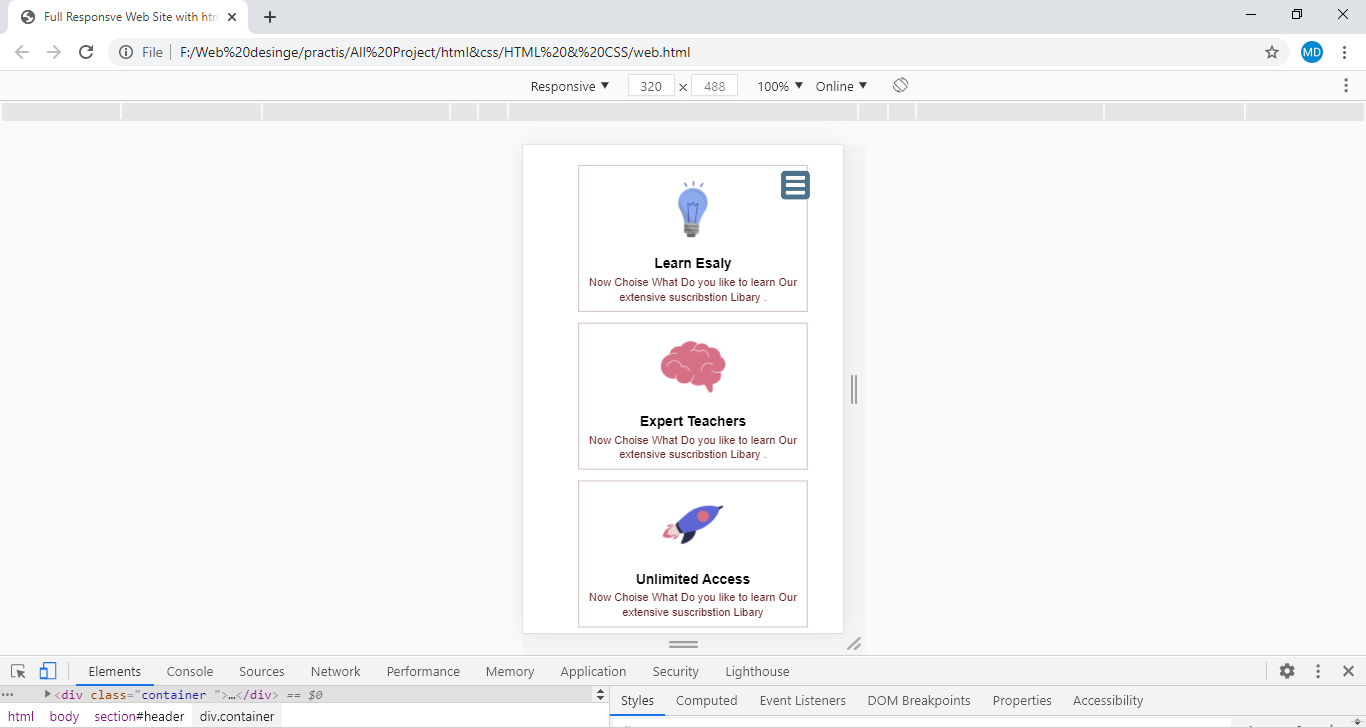 Full Responsve Web Site with htn
File F:/Web%20desinge/practis/All%20Project/html&css/HTML%20&%20CSS/web.html
MD
Responsive ▼ 320 × 488 100% ▼ Online ▼
Learn Esaly
Now Choise What Do you like to learn Our
extensive suscribstion Libary .
Expert Teachers
Now Choise What Do you like to learn Our
extensive suscribstion Libary .
Unlimited Access
Now Choise What Do you like to learn Our
extensive suscribstion Libary
Elements Console Sources Network Performance Memory Application Security Lighthouse
… ▶<div class="container ">…</div> == $0
Styles Computed Event Listeners DOM Breakpoints Properties Accessibility
html body section#header div.container